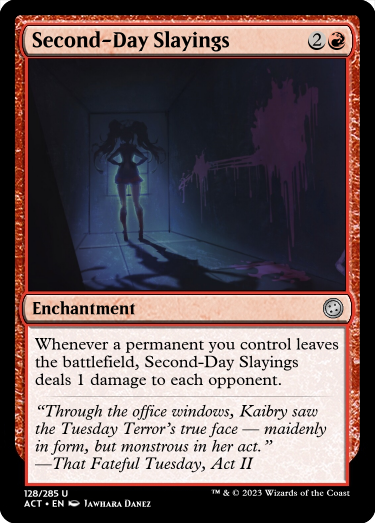 Second-Day Slayings 2
Enchantment
Whenever a permanent you control leaves
the battlefield, Second-Day Slayings
deals 1 damage to each opponent.
“Through the office windows, Kaibry saw
the Tuesday Terror's true face — maidenly
in form, but monstrous in her act.”
—That Fateful Tuesday, Act II
128/285 U
ACT • EN Jawhara Danez
™ & © 2023 Wizards of the Coast